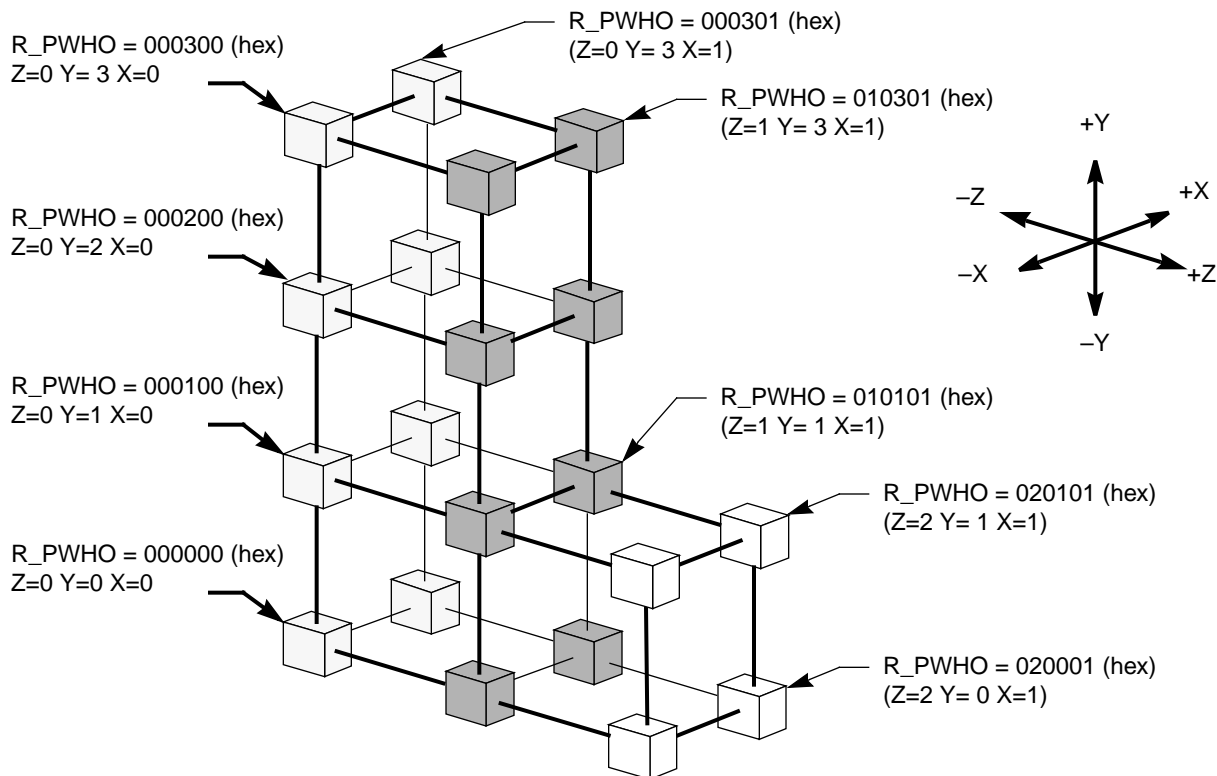 R_PWHO = 000301 (hex)
(Z=0 Y= 3 X=1)
R_PWHO = 000300 (hex)
Z=0 Y= 3 X=0
R_PWHO = 010301 (hex)
(Z=1 Y= 3 X=1)
+Y
–Z
+X
–X
+Z
–Y
R_PWHO = 000200 (hex)
Z=0 Y=2 X=0
R_PWHO = 000100 (hex)
Z=0 Y=1 X=0
R_PWHO = 010101 (hex)
(Z=1 Y= 1 X=1)
R_PWHO = 020101 (hex)
(Z=2 Y= 1 X=1)
R_PWHO = 000000 (hex)
Z=0 Y=0 X=0
R_PWHO = 020001 (hex)
(Z=2 Y= 0 X=1)